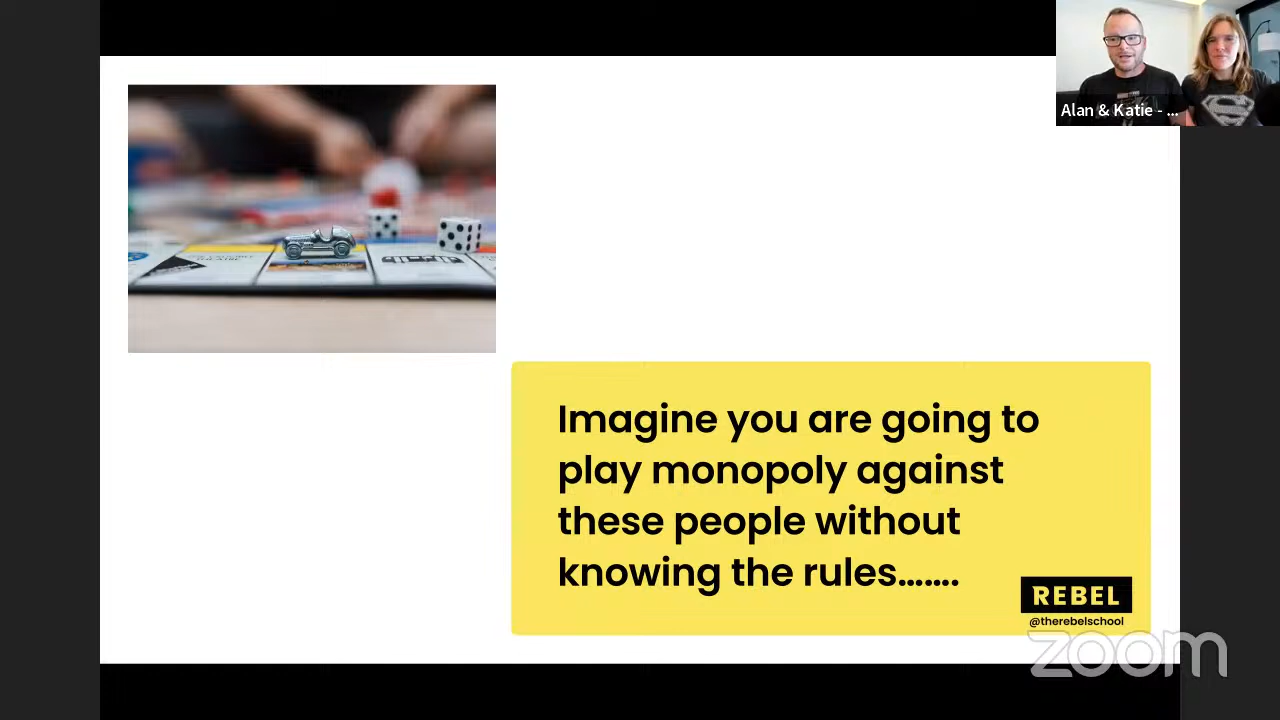 Alan & Katie - ...
Imagine you are going to
play monopoly against
these people without
knowing the rules.......
REBEL
@therebelschool
zoom